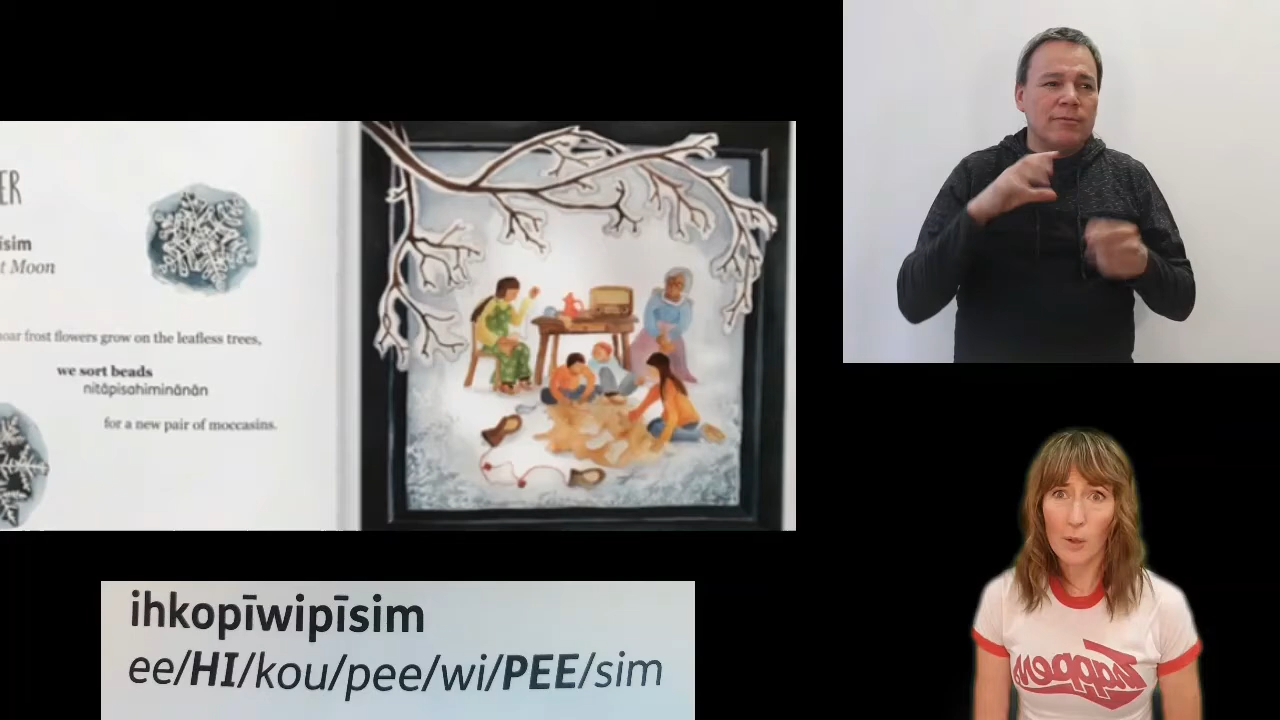 ER
īsim
t Moon
oar frost flowers grow on the leafless trees,
we sort beads
nitāpisahiminānān
for a new pair of moccasins.
ihkopīwipīsim
ee/HI/kou/pee/wi/PEE/sim